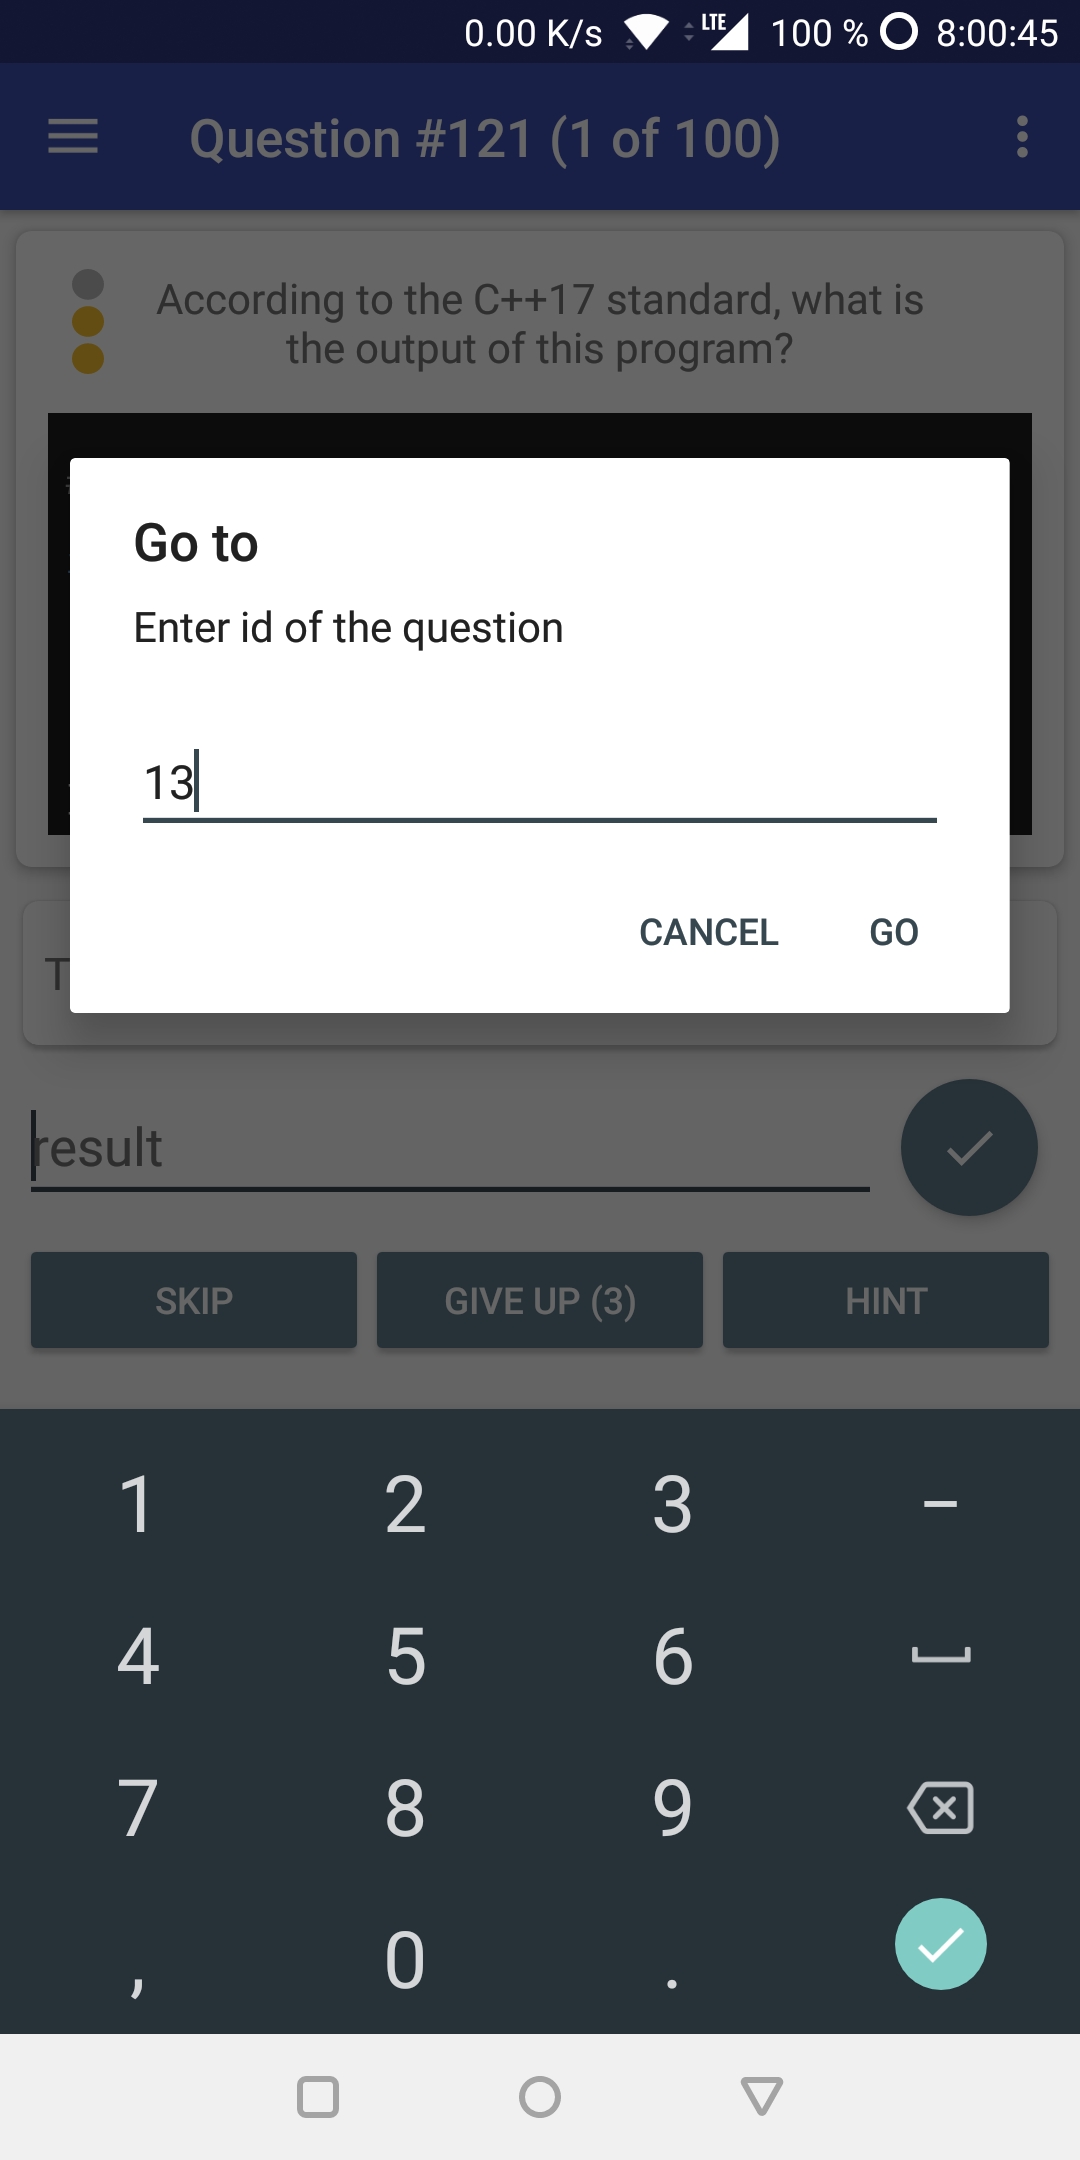 0.00 K/s LTE 100 % 8:00:45
Question #121 (1 of 100)
According to the C++17 standard, what is
the output of this program?
Go to
Enter id of the question
13
CANCEL GO
T
result
SKIP GIVE UP (3) HINT
1 2 3 -
4 5 6
7 8 9
, 0 .